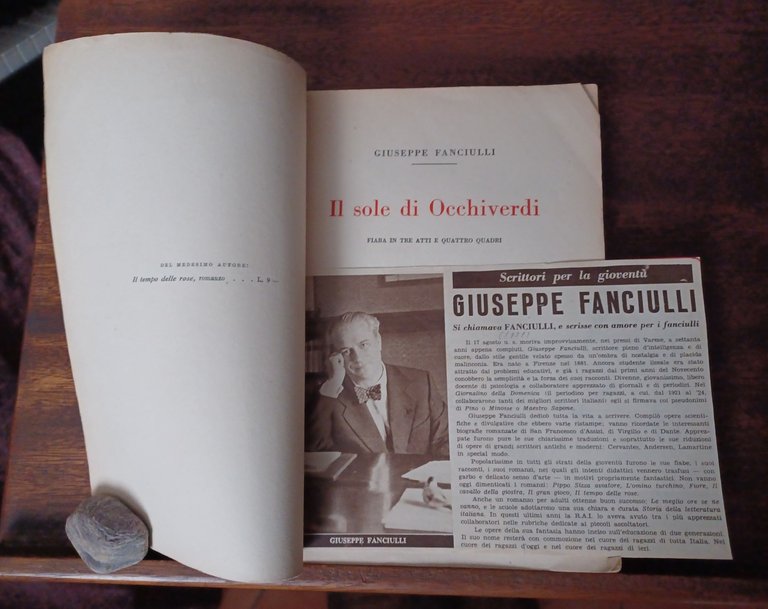 DEL MEDESIMO AUTORE:
Il tempo delle rose, romanzo . . . . L. 9 —
GIUSEPPE FANCIULLI
Il sole di Occhiverdi
FIABA IN TRE ATTI E QUATTRO QUADRI
GIUSEPPE FANCIULLI
Scrittori per la gioventù
GIUSEPPE FANCIULLI
Si chiamava FANCIULLI, e scrisse con amore per i fanciulli
Il 17 agosto u. s. moriva improvvisamente, nei pressi di Varese, a settanta
anni appena compiuti, Giuseppe Fanciulli, scrittore pieno d'intelligenza e di
cuore, dallo stile gentile velato spesso da un'ombra di nostalgia e di placida
malinconia. Era nato a Firenze nel 1881. Ancora studente liceale era stato
attratto dai problemi educativi, e già i ragazzi dei primi anni del Novecento
conobbero la semplicità e la forza dei suoi racconti. Divenne, giovanissimo, libero
docente di psicologia e collaboratore apprezzato di giornali e di periodici. Nel
Giornalino della Domenica (il periodico per ragazzi, a cui, dal 1921 al '24,
collaborarono tanti dei migliori scrittori italiani) egli si firmava coi pseudonimi
di Pino o Minosse o Maestro Sapone.
Giuseppe Fanciulli dedicò tutta la vita a scrivere. Compilò opere scienti-
fiche e divulgative che ebbero varie ristampe; vanno ricordate le interessanti
biografie romanzate di San Francesco d'Assisi, di Virgilio e di Dante. Apprez-
zate furono pure le sue chiarissime traduzioni e soprattutto le sue riduzioni
di opere di grandi scrittori antichi e moderni: Cervantes, Andersen, Lamartine
in special modo.
Popolarissime in tutti gli strati della gioventù furono le sue fiabe, i suoi
racconti, i suoi romanzi, nei quali gli intenti didattici vennero trasfusi — con
garbo e delicato senso d'arte — in motivi propriamente fantastici. Non vanno
oggi dimenticati i romanzi: Pippo Sizza aviatore, L'omino turchino, Fiore, Il
cavallo della giostra, Il gran gioco, Il tempo delle rose.
Anche un romanzo per adulti ottenne buon successo: Le meglio ore se ne
vanno, e le scuole adottarono una sua chiara e curata Storia della letteratura
italiana. In questi ultimi anni la R.A.I. lo aveva avuto tra i più apprezzati
collaboratori nelle rubriche dedicate ai piccoli ascoltatori.
Le opere della sua fantasia hanno inciso sull'educazione di due generazioni.
Il suo nome resterà con commozione nel cuore dei ragazzi di tutta Italia. Nel
cuore dei ragazzi d'oggi e nel cuore dei ragazzi di ieri.